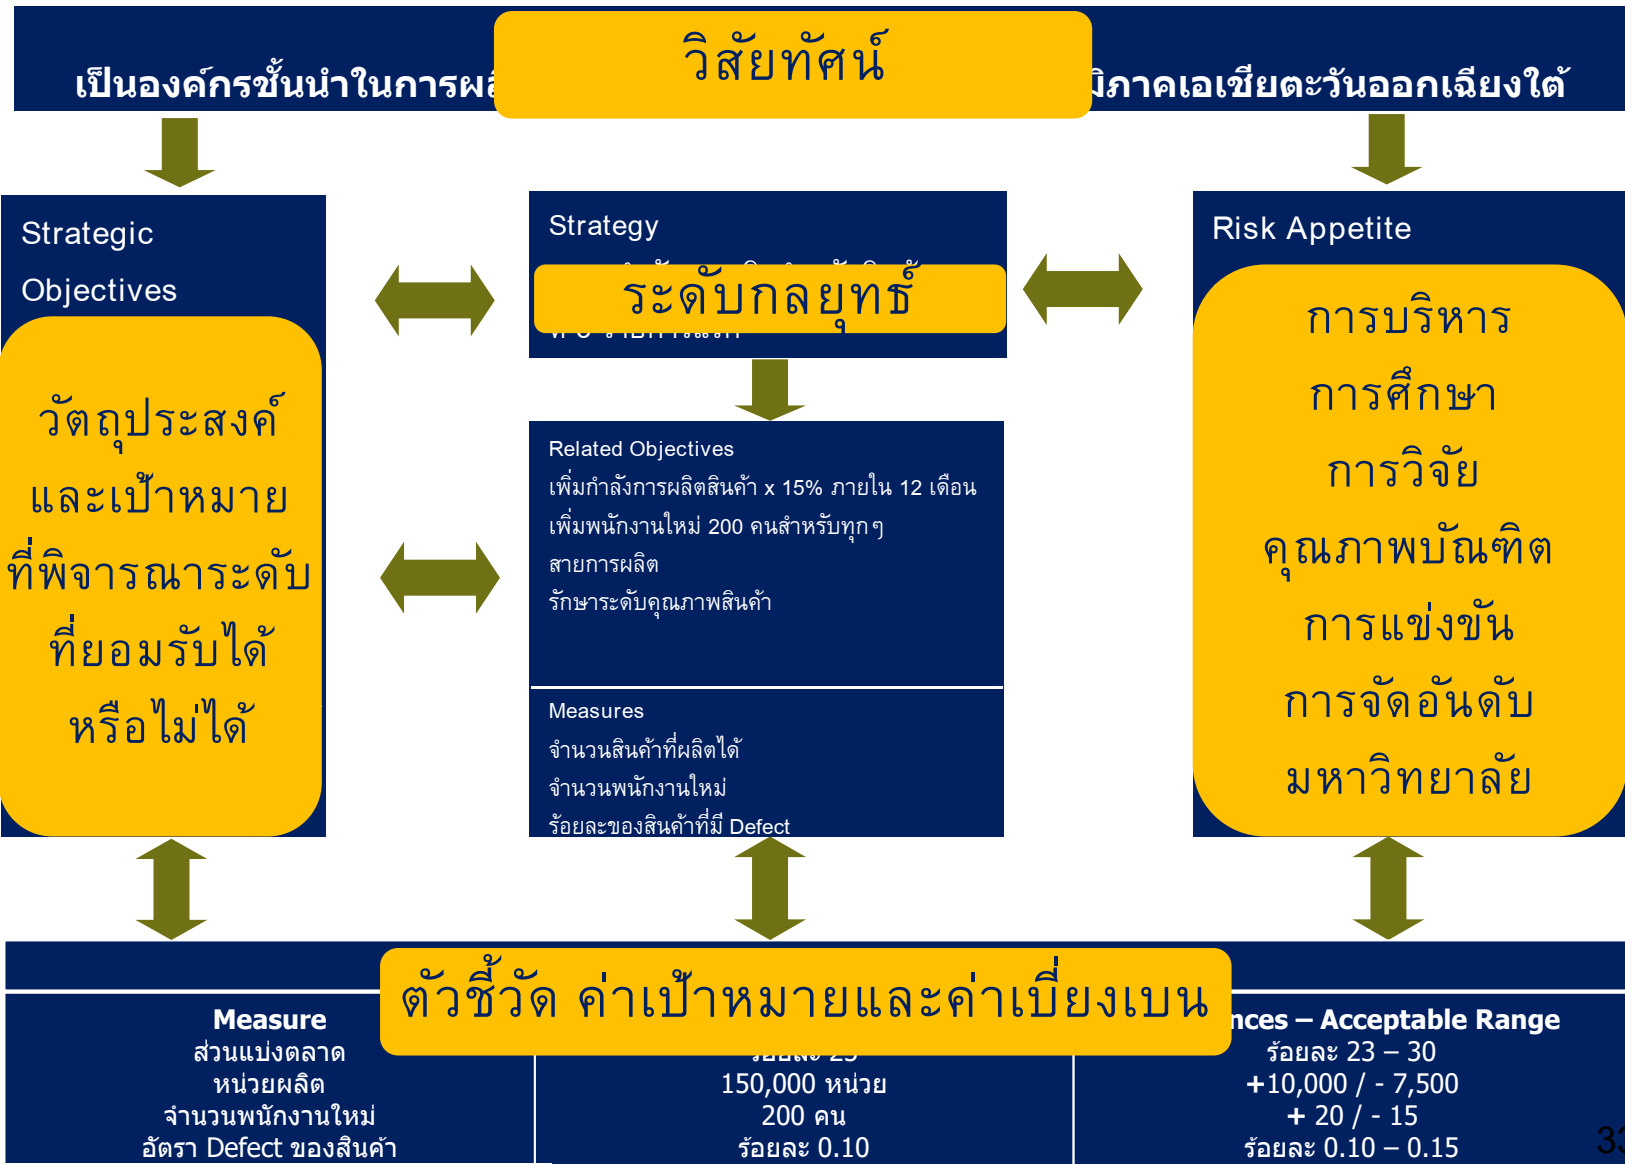 วิสัยทัศน์
เป็นองค์กรชั้นนำในการ
เอเชียตะวันออกเฉียงใต้
Strategic
Objectives
วัตถุประสงค์
และเป้าหมาย
ที่พิจารณาระดับ
ที่ยอมรับได้
หรือไม่ได้
Strategy
ระดับกลยุทธ์
Related Objectives
เพิ่มกำลังการผลิตสินค้า x 15% ภายใน 12 เดือน
เพิ่มพนักงานใหม่ 200 คนสำหรับทุกๆ
สายการผลิต
รักษาระดับคุณภาพสินค้า
Measures
จำนวนสินค้าที่ผลิตได้
จำนวนพนักงานใหม่
ร้อยละของสินค้าที่มี Defect
Risk Appetite
การบริหาร
การศึกษา
การวิจัย
คุณภาพบัณฑิต
การแข่งขัน
การจัดอันดับ
มหาวิทยาลัย
ตัวชี้วัด ค่าเป้าหมายและค่าเบี่ยงเบน
Measure
ส่วนแบ่งตลาด
หน่วยผลิต
จำนวนพนักงานใหม่
อัตรา Defect ของสินค้า
150,000 หน่วย
200 คน
ร้อยละ 0.10
– Acceptable Range
ร้อยละ 23 – 30
+10,000 / - 7,500
+ 20 / - 15
ร้อยละ 0.10 – 0.15